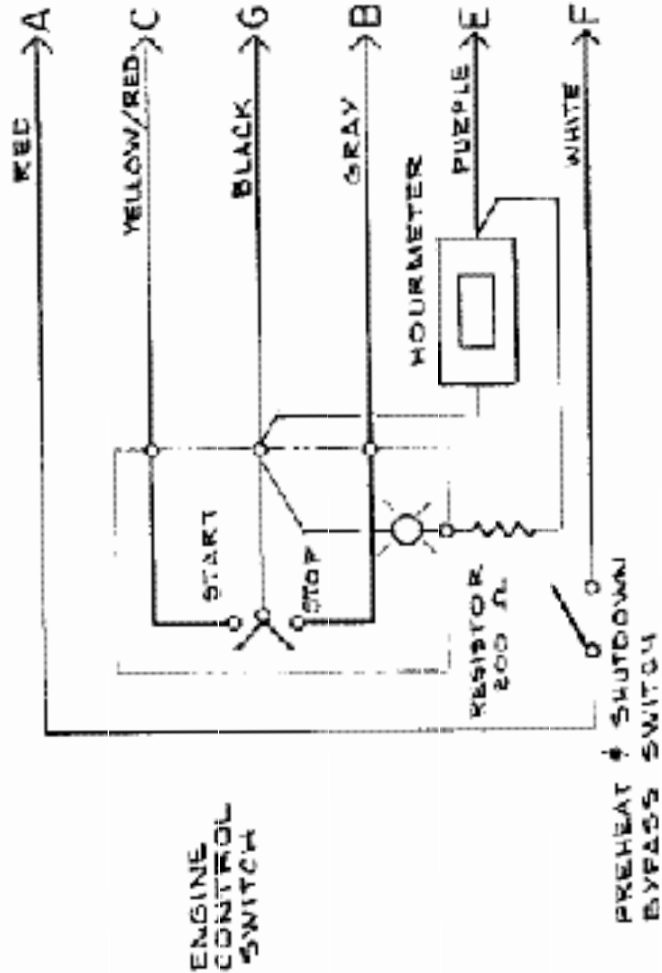 A
C
G
B
E
F
RED
YELLOW/RED
BLACK
GRAY
PURPLE
WHITE
HOURMETER
START
STOP
RESISTOR
200 Ω
ENGINE
CONTROL
SWITCH
PREHEAT & SHUTDOWN
BYPASS SWITCH